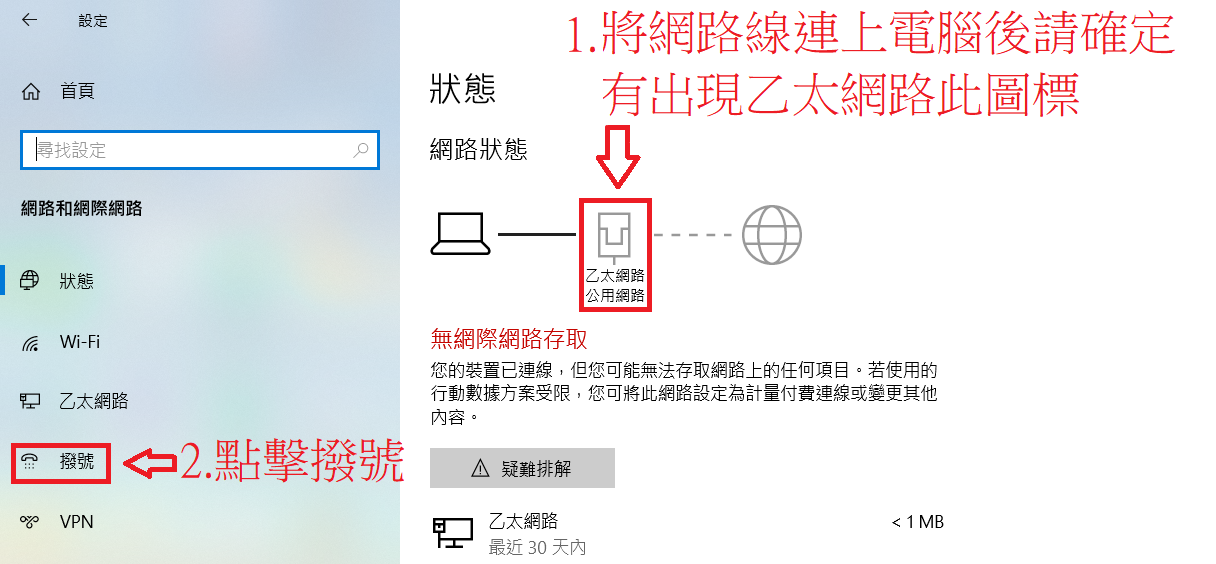 設定
首頁
尋找設定
網路和網際網路
狀態
Wi-Fi
乙太網路
撥號
2.點擊撥號
VPN
1.將網路線連上電腦後請確定
有出現乙太網路此圖標
狀態
網路狀態
乙太網路
公用網路
無網際網路存取
您的裝置已連線，但您可能無法存取網路上的任何項目。若使用的
行動數據方案受限，您可將此網路設定為計量付費連線或變更其他
內容。
疑難排解
乙太網路
最近 30 天內
< 1 MB